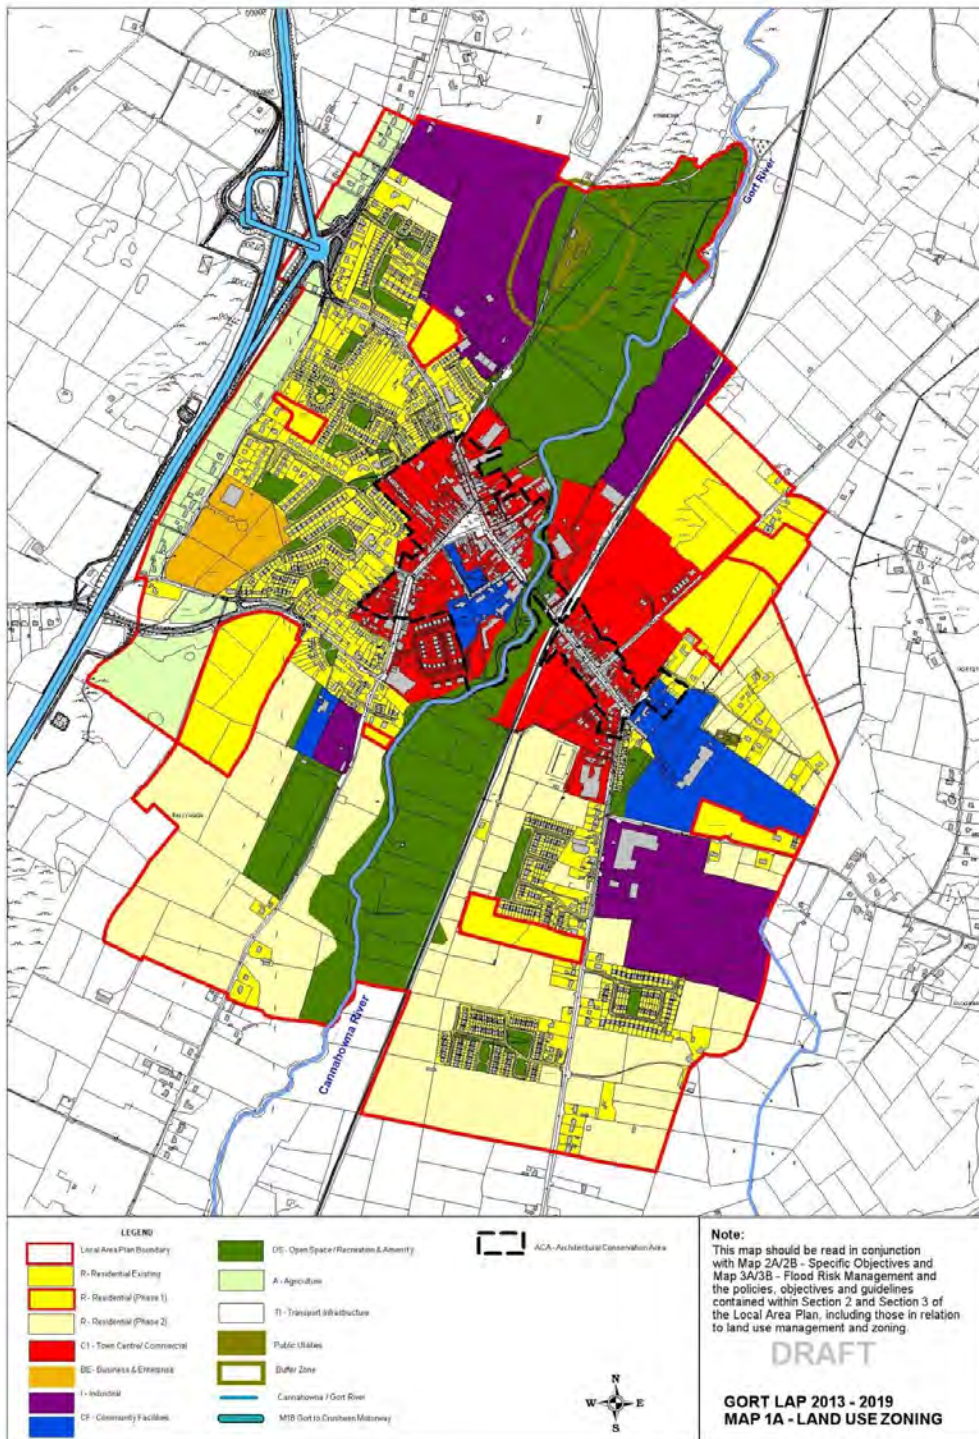 Gort River
Cannahowna River
LEGEND
Local Area Plan Boundary
R - Residential Existing
R - Residential (Phase 1)
R - Residential (Phase 2)
C1 - Town Centre/ Commercial
BE - Business & Enterprise
I - Industrial
CF - Community Facilities
OS - Open Space / Recreation & Amenity
A - Agriculture
TI - Transport Infrastructure
Public Utilities
Buffer Zone
Cannahowna / Gort River
M18 Gort to Crusheen Motorway
ACA - Architectural Conservation Area
N
W E
S
Note:
This map should be read in conjunction
with Map 2A/2B - Specific Objectives and
Map 3A/3B - Flood Risk Management and
the policies, objectives and guidelines
contained within Section 2 and Section 3 of
the Local Area Plan, including those in relation
to land use management and zoning.
DRAFT
GORT LAP 2013 - 2019
MAP 1A - LAND USE ZONING